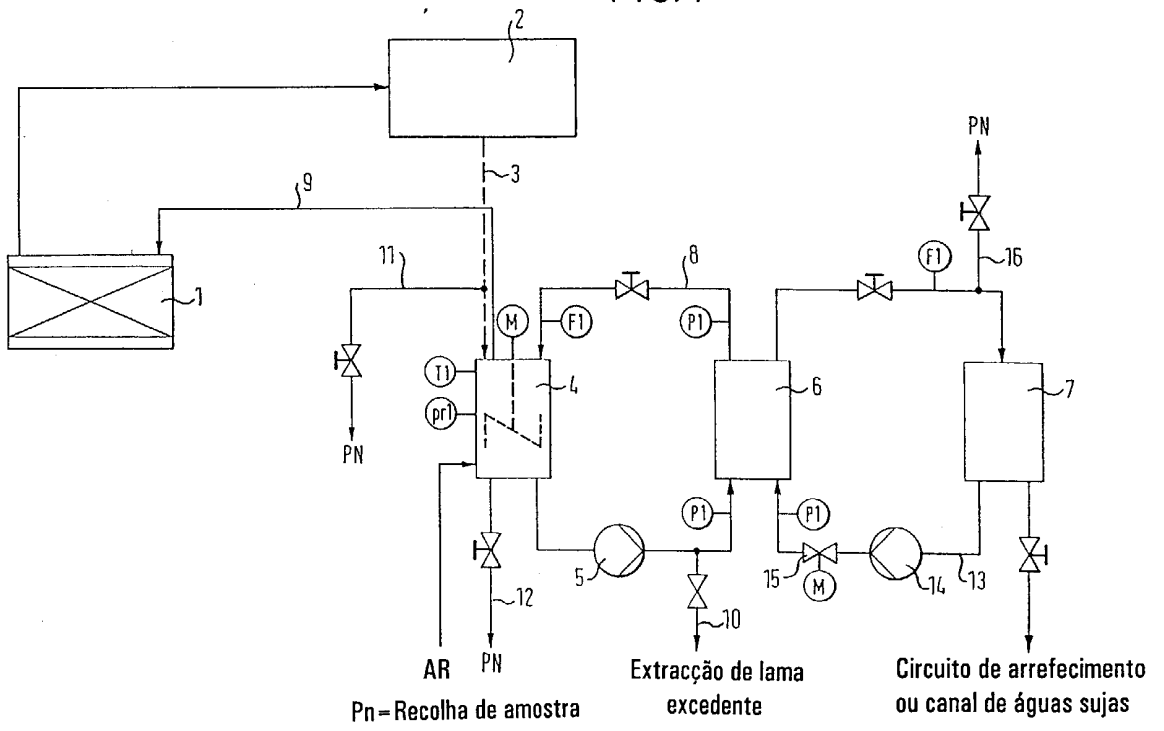 2
PN
3
9
11
8
F1
16
1
M
F1
P1
T1
4
6
7
pr1
PN
P1
P1
5
15
M
14
13
12
10
AR
PN
Extracção de lama
excedente
Circuito de arrefecimento
ou canal de águas sujas
Pn=Recolha de amostra